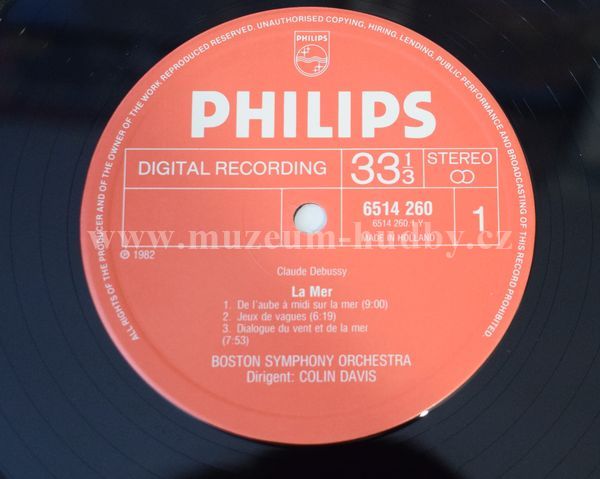 ALL RIGHTS OF THE PRODUCER AND OF THE OWNER OF THE WORK REPRODUCED RESERVED. UNAUTHORISED COPYING, HIRING, LENDING, PUBLIC PERFORMANCE AND BROADCASTING OF THIS RECORD PROHIBITED.
PHILIPS
PHILIPS
DIGITAL RECORDING
33 1/3
STEREO
6514 260
6514 260.1 Y
MADE IN HOLLAND
1
www.muzeum-hudby.cz
Ⓟ 1982
Claude Debussy
La Mer
1. De l'aube à midi sur la mer (9:00)
2. Jeux de vagues (6:19)
3. Dialogue du vent et de la mer
(7:53)
BOSTON SYMPHONY ORCHESTRA
Dirigent: COLIN DAVIS